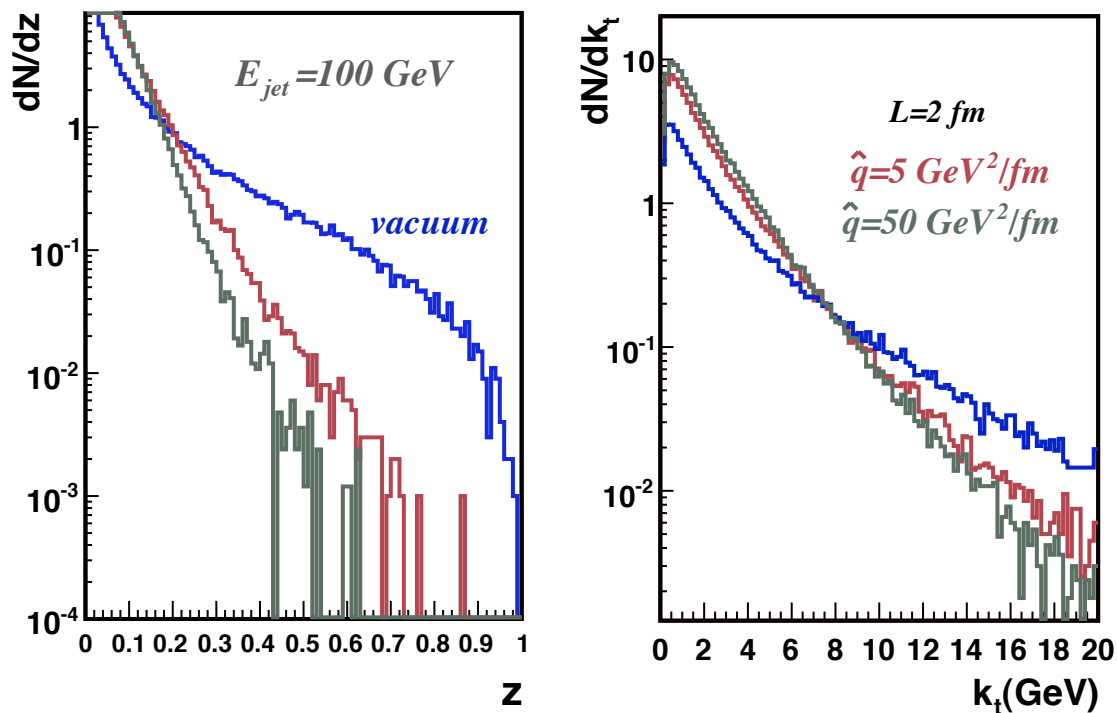 dN/dz
E_jet=100 GeV
vacuum
1
10^-1
10^-2
10^-3
10^-4
0 0.1 0.2 0.3 0.4 0.5 0.6 0.7 0.8 0.9 1
z
dN/dk_t
L=2 fm
q̂=5 GeV^2/fm
q̂=50 GeV^2/fm
10
1
10^-1
10^-2
0 2 4 6 8 10 12 14 16 18 20
k_t(GeV)